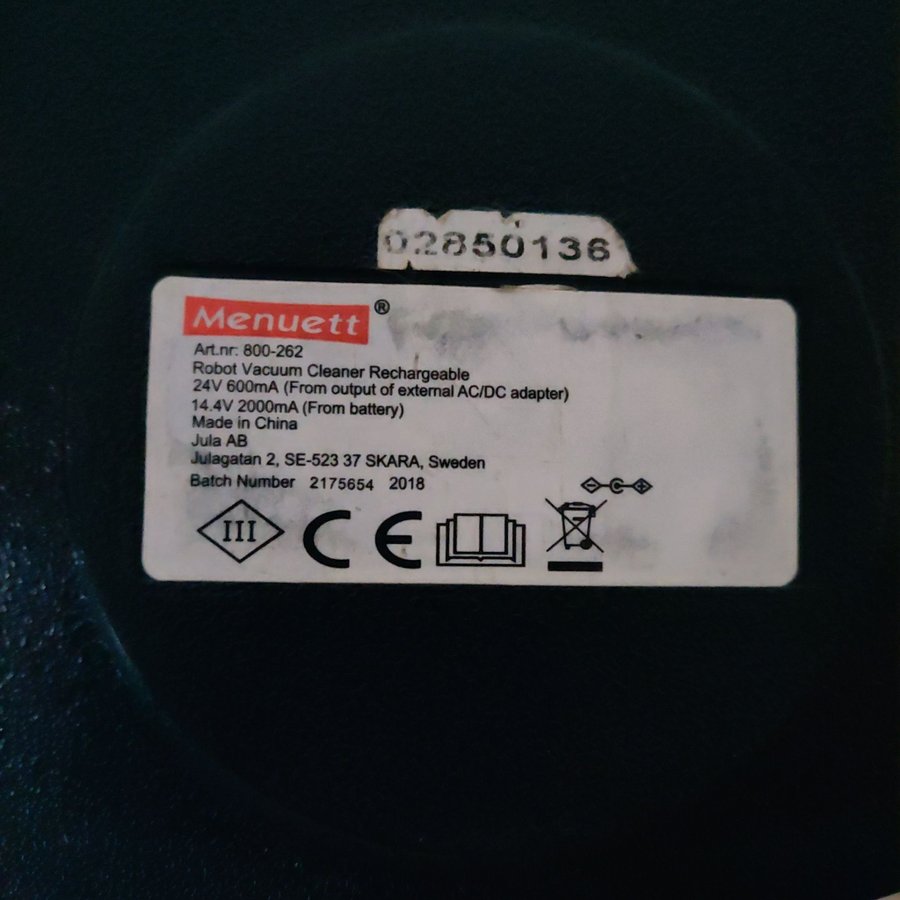 02850136
Menuett®
Art.nr: 800-262
Robot Vacuum Cleaner Rechargeable
24V 600mA (From output of external AC/DC adapter)
14.4V 2000mA (From battery)
Made in China
Jula AB
Julagatan 2, SE-523 37 SKARA, Sweden
Batch Number 2175654 2018
III CE